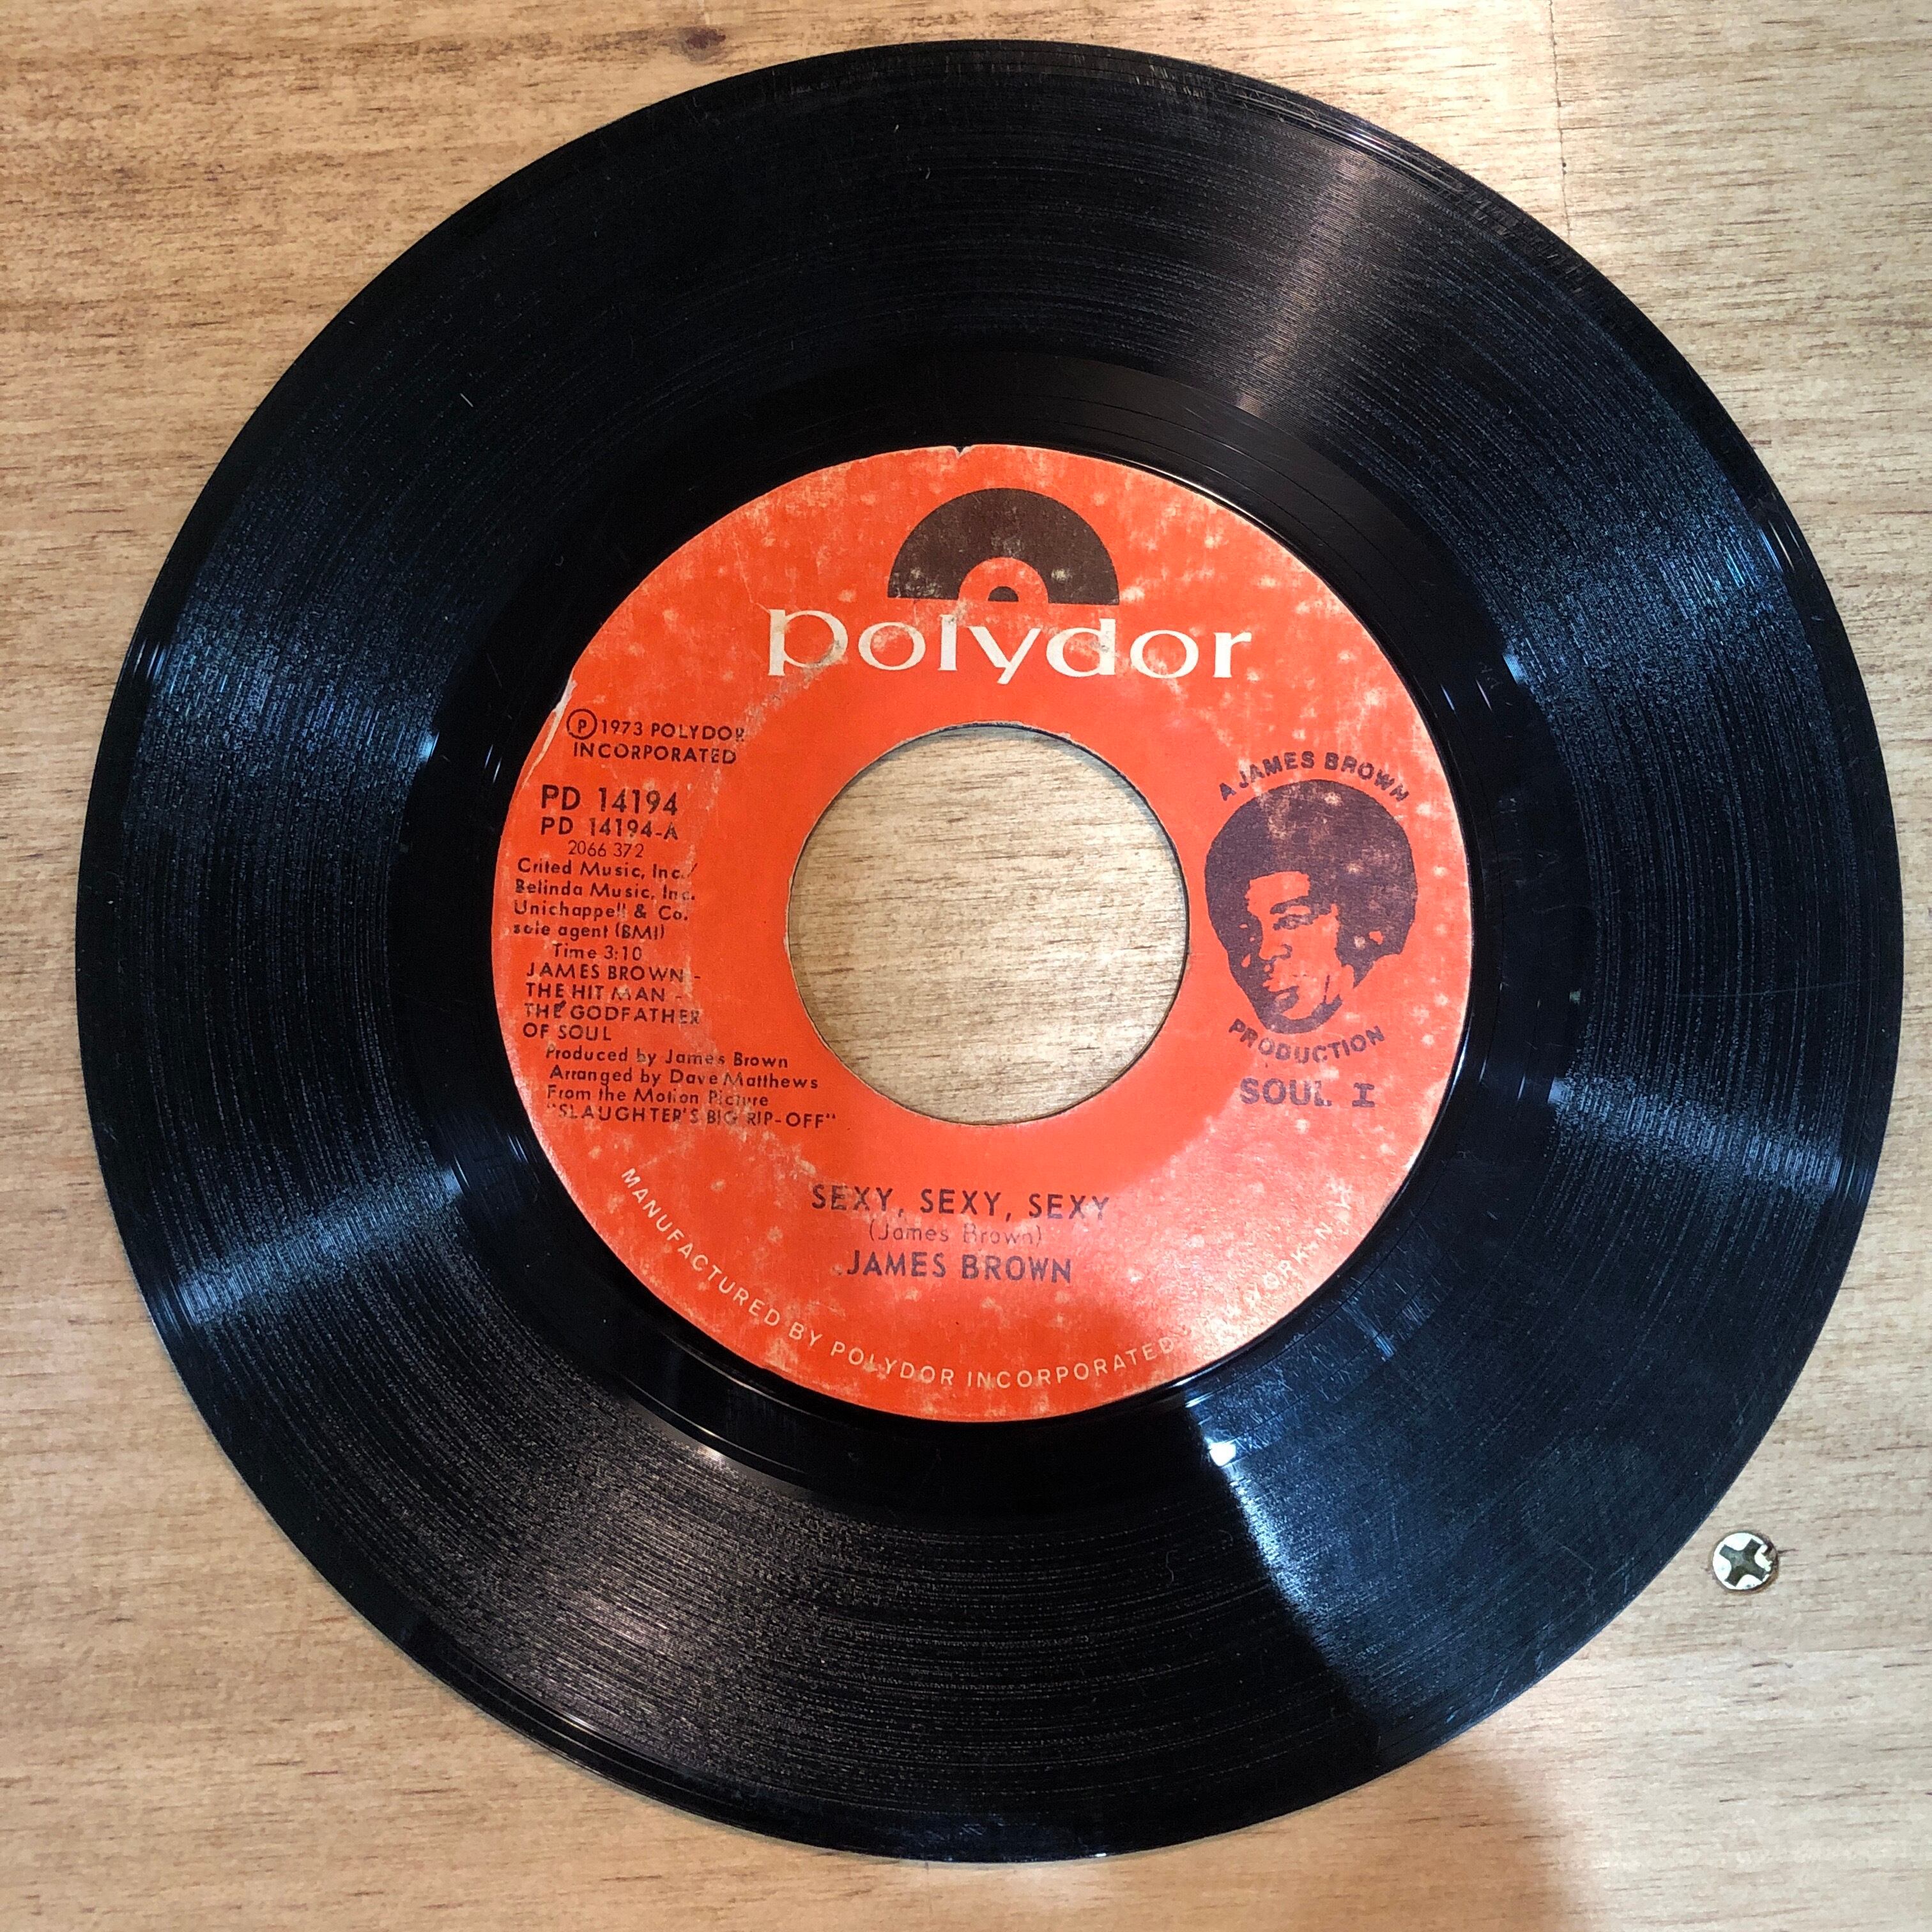 polydor
Ⓟ 1973 POLYDOR
INCORPORATED
PD 14194
PD 14194-A
2066 372
Crited Music, Inc./
Belinda Music, Inc.
Unichappell & Co.
sole agent (BMI)
Time 3:10
JAMES BROWN -
THE HIT MAN -
THE GODFATHER
OF SOUL
Produced by James Brown
Arranged by Dave Matthews
From the Motion Picture
"SLAUGHTER'S BIG RIP-OFF"
A JAMES BROWN
PRODUCTION
SOUL I
SEXY, SEXY, SEXY
(James Brown)
JAMES BROWN
MANUFACTURED BY POLYDOR INCORPORATED